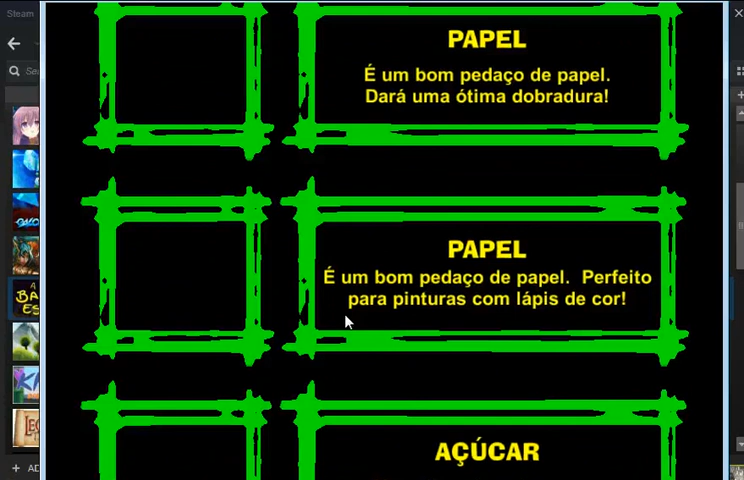 Steam
PAPEL
É um bom pedaço de papel.
Dará uma ótima dobradura!
PAPEL
É um bom pedaço de papel.  Perfeito
para pinturas com lápis de cor!
AÇÚCAR